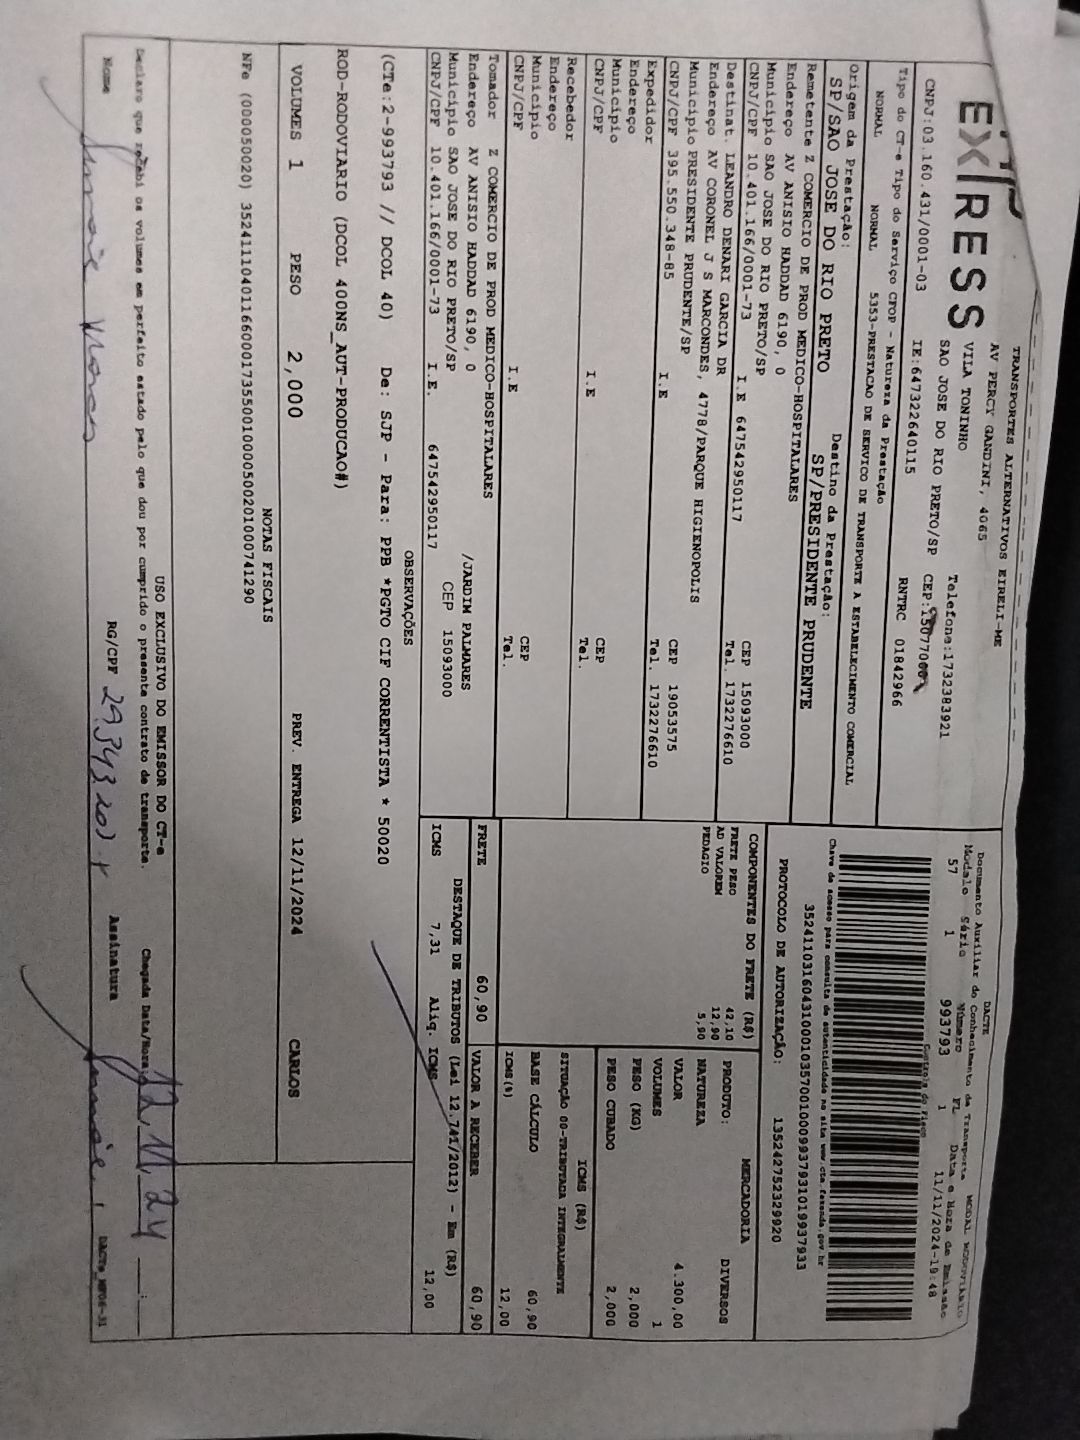 TRANSPORTES ALTERNATIVOS EIRELI-ME
AV PERCY GANDINI, 4065
EXPRESS VILA TONINHO Telefone:1732383921
SAO JOSE DO RIO PRETO/SP CEP:
CNPJ:03.160.431/0001-03 IE:647322640115 RNTRC 01842966
Tipo do CT-e Tipo do Serviço CFOP - Natureza da Prestação
NORMAL NORMAL 5353-PRESTACAO DE SERVICO DE TRANSPORTE A ESTABELECIMENTO COMERCIAL
Origem da Prestação: Destino da Prestação:
SP/SAO JOSE DO RIO PRETO SP/PRESIDENTE PRUDENTE
Remetente Z COMERCIO DE PROD MEDICO-HOSPITALARES
Endereço AV ANISIO HADDAD 6190, 0
Município SAO JOSE DO RIO PRETO/SP CEP 15093000
CNPJ/CPF 10.401.166/0001-73 I.E 647542950117 Tel. 1732276610
Destinat. LEANDRO DENARI GARCIA DR
Endereço AV CORONEL J S MARCONDES, 4778/PARQUE HIGIENOPOLIS
Município PRESIDENTE PRUDENTE/SP CEP 19053575
CNPJ/CPF 395.550.348-85 I.E Tel. 1732276610
Expedidor
Endereço
Município CEP
CNPJ/CPF I.E Tel.
Recebedor
Endereço
Município CEP
CNPJ/CPF I.E Tel.
Tomador Z COMERCIO DE PROD MEDICO-HOSPITALARES
Endereço AV ANISIO HADDAD 6190, 0 /JARDIM PALMARES
Município SAO JOSE DO RIO PRETO/SP CEP 15093000
CNPJ/CPF 10.401.166/0001-73 I.E. 647542950117
DACTE
Documento Auxiliar do Conhecimento de Transporte MODAL RODOVIÁRIO
Modelo Série Número FL Data e Hora de Emissão
57 1 993793 1 11/11/2024-19:48
Controle do Fisco
Chave de acesso para consulta de autenticidade no site www.cte.fazenda.gov.br
35241103160431000103570010009937931019937933
PROTOCOLO DE AUTORIZAÇÃO: 135242752329920
COMPONENTES DO FRETE (R$)
FRETE PESO 42,10
AD VALOREM 12,90
PEDAGIO 5,90
MERCADORIA
PRODUTO: DIVERSOS
NATUREZA
VALOR 4.300,00
VOLUMES 1
PESO (KG) 2,000
PESO CUBADO 2,000
ICMS (R$)
SITUAÇÃO 00-TRIBUTADA INTEGRALMENTE
BASE CÁLCULO 60,90
ICMS(%) 12,00
FRETE 60,90 VALOR A RECEBER 60,90
DESTAQUE DE TRIBUTOS (Lei 12.741/2012) - Em (R$)
ICMS 7,31 Aliq. ICMS 12,00
OBSERVAÇÕES
(CTe:2-993793 // DCOL 40) De: SJP - Para: PPB *PGTO CIF CORRENTISTA * 50020
ROD-RODOVIARIO (DCOL 400NS_AUT-PRODUCAO#)
VOLUMES 1 PESO 2,000 PREV. ENTREGA 12/11/2024 CARLOS
NOTAS FISCAIS
NFe (000050020) 35241110401166000173550010000500201000741290
USO EXCLUSIVO DO EMISSOR DO CT-e
Declaro que recebi os volumes em perfeito estado pelo que dou por cumprido o presente contrato de transporte. Chegada Data/Hora 12 11 24
Nome RG/CPF Assinatura